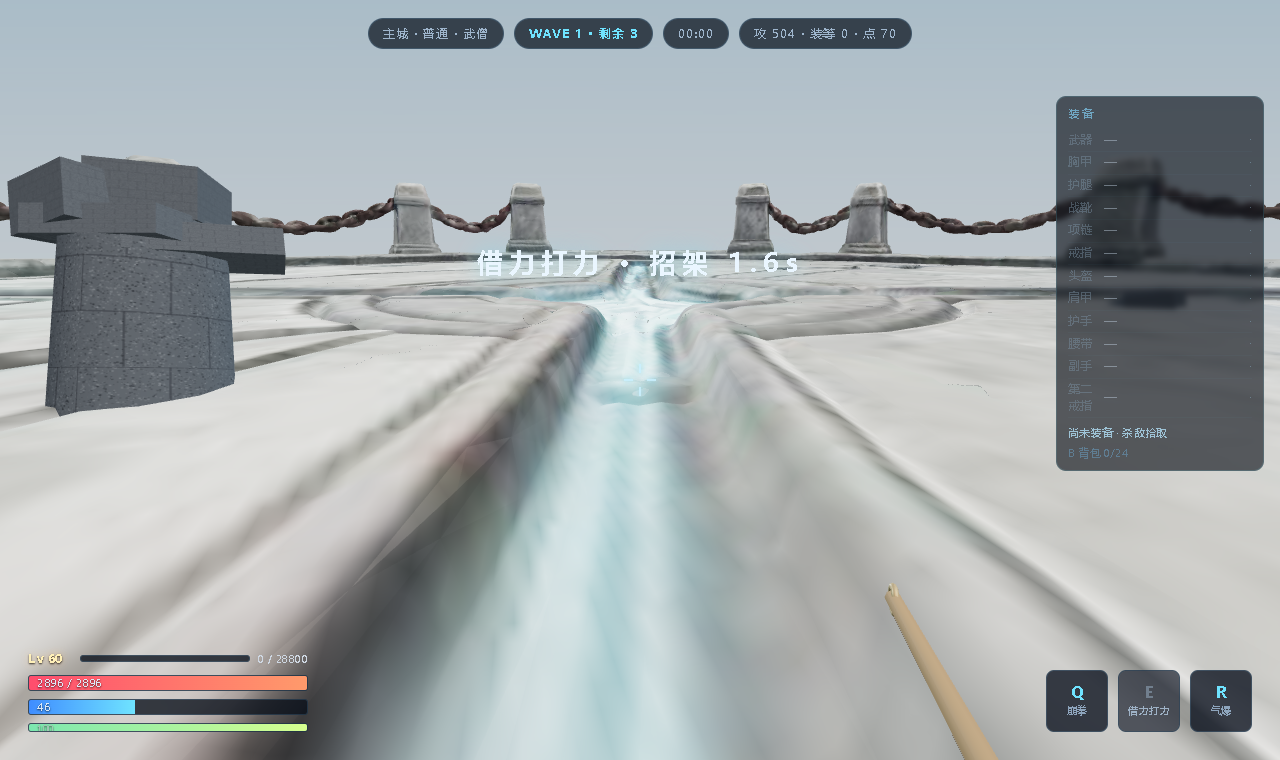 主城 · 普通 · 武僧
WAVE 1 · 剩余 3
00:00
攻 504 · 装等 0 · 点 70
装备
武器 —
胸甲 —
护腿 —
战靴 —
项链 —
戒指 —
头盔 —
肩甲 —
护手 —
腰带 —
副手 —
第二
戒指 —
尚未装备 · 杀敌拾取
B 背包 0/24
借力打力 · 招架 1.6s
Lv 60
0 / 28800
2896 / 2896
46
Q
崩拳
E
借力打力
R
气爆